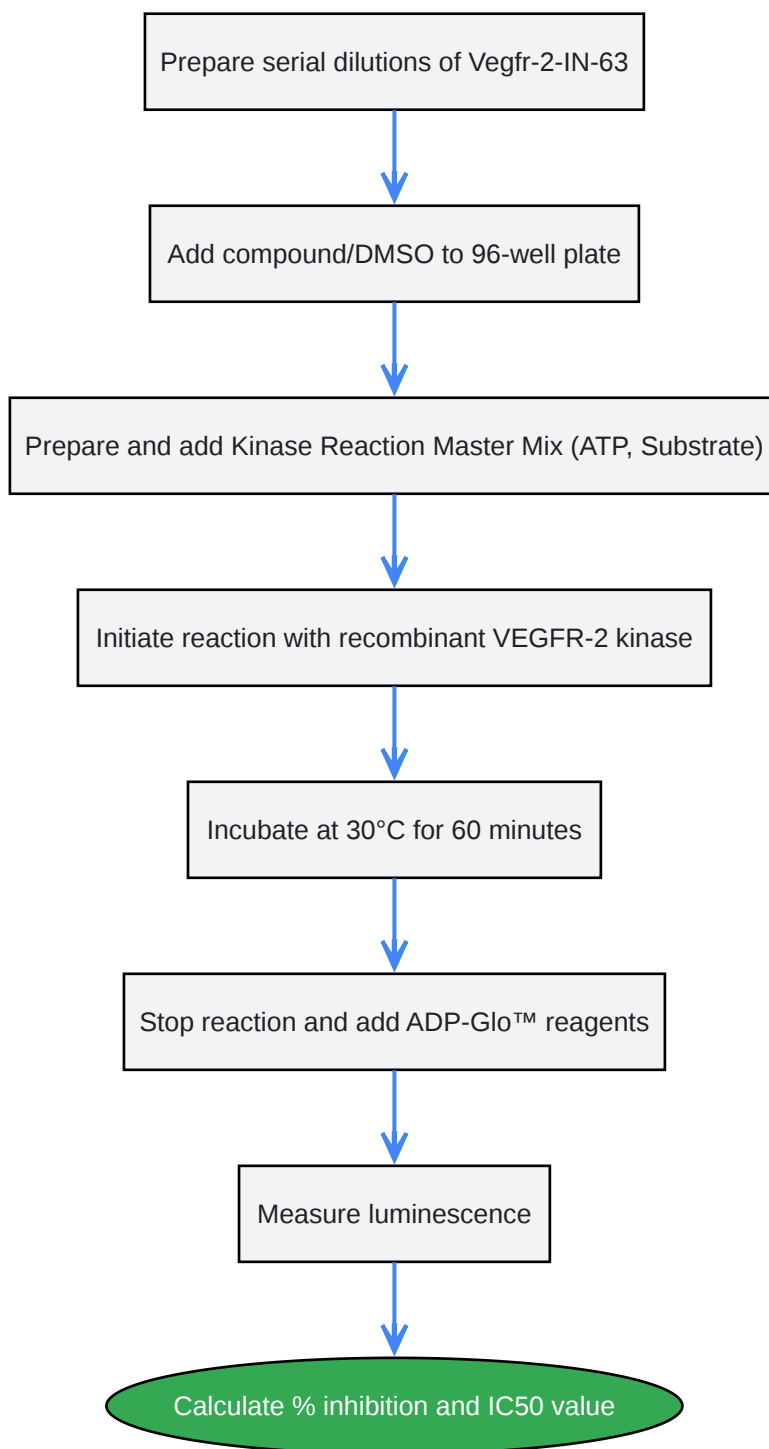 Prepare serial dilutions of Vegfr-2-IN-63
Add compound/DMSO to 96-well plate
Prepare and add Kinase Reaction Master Mix (ATP, Substrate)
Initiate reaction with recombinant VEGFR-2 kinase
Incubate at 30°C for 60 minutes
Stop reaction and add ADP-Glo™ reagents
Measure luminescence
Calculate % inhibition and IC50 value